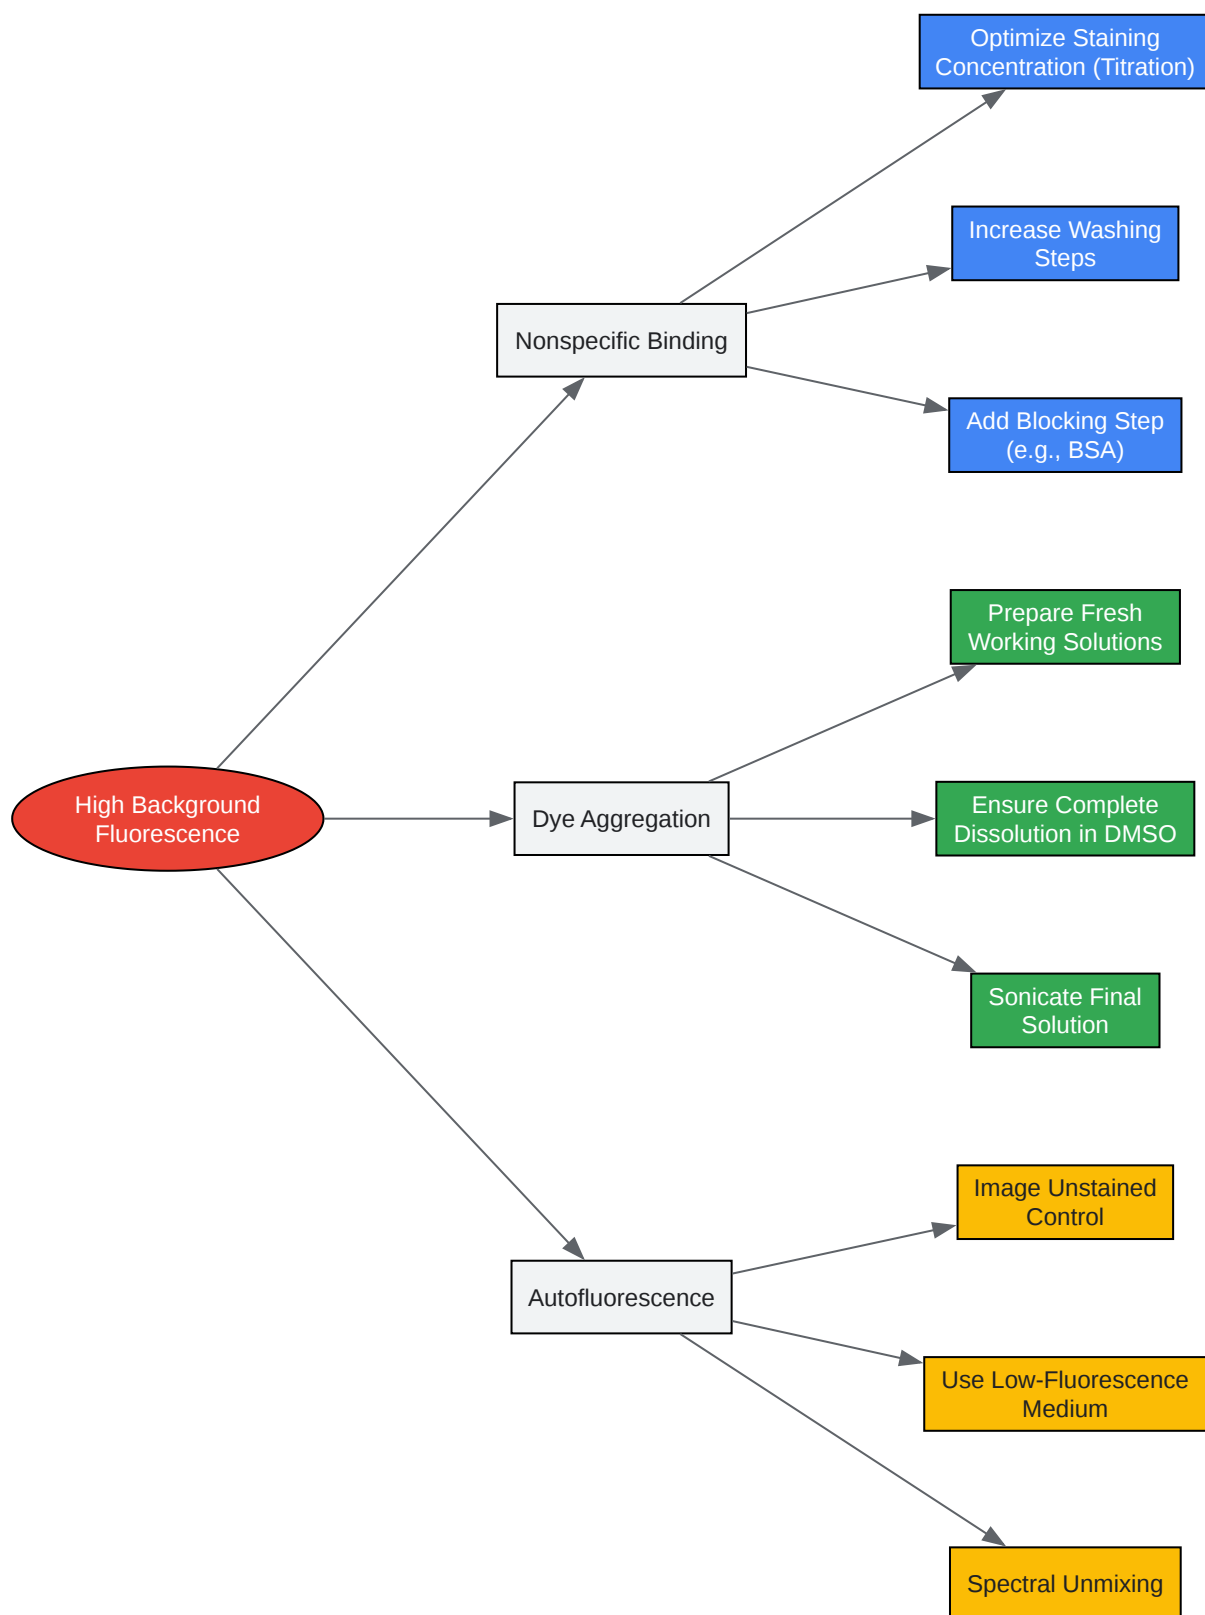 Optimize Staining
Concentration (Titration)
Increase Washing
Steps
Nonspecific Binding
Add Blocking Step
(e.g., BSA)
Prepare Fresh
Working Solutions
High Background
Fluorescence
Dye Aggregation
Ensure Complete
Dissolution in DMSO
Sonicate Final
Solution
Image Unstained
Control
Autofluorescence
Use Low-Fluorescence
Medium
Spectral Unmixing